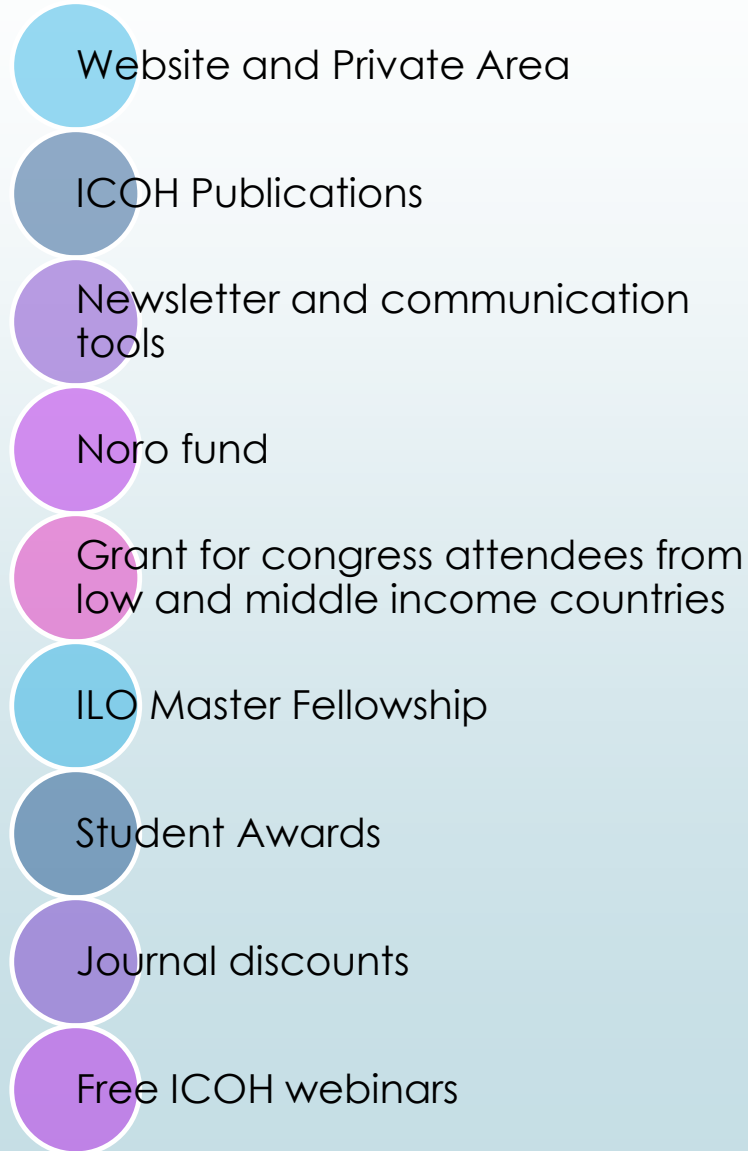 Website and Private Area
ICOH Publications
Newsletter and communication
tools
Noro fund
Grant for congress attendees from
low and middle income countries
ILO Master Fellowship
Student Awards
Journal discounts
Free ICOH webinars